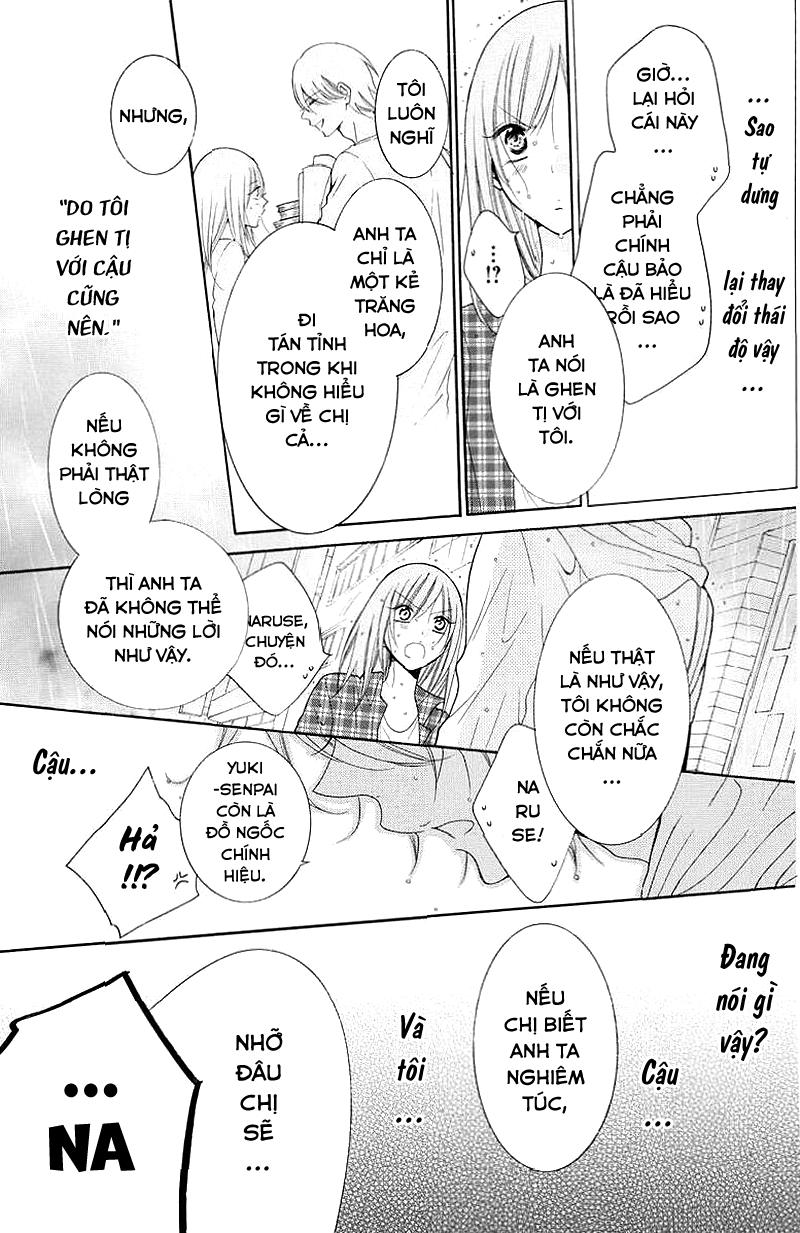 ...
Sao
tự
dưng
lại thay
đổi thái
độ vậy
...
GIỜ...
LẠI HỎI
CÁI NÀY
...
CHẲNG
PHẢI
CHÍNH
CẬU BẢO
LÀ ĐÃ HIỂU
RỒI SAO
...
...
!?
ANH
TA NÓI
LÀ GHEN
TỊ VỚI
TÔI.
TÔI
LUÔN
NGHĨ
ANH TA
CHỈ LÀ
MỘT KẺ
TRĂNG
HOA,
ĐI
TÁN TỈNH
TRONG KHI
KHÔNG HIỂU
GÌ VỀ CHỊ
CẢ...
NHƯNG,
"DO TÔI
GHEN TỊ
VỚI CẬU
CŨNG
NÊN."
NẾU
KHÔNG
PHẢI THẬT
LÒNG
THÌ ANH TA
ĐÃ KHÔNG THỂ
NÓI NHỮNG LỜI
NHƯ VẬY.
NARUSE,
CHUYỆN
ĐÓ...
NẾU THẬT
LÀ NHƯ VẬY,
TÔI KHÔNG
CÒN CHẮC
CHẮN NỮA
...
NA
RU
SE!
YUKI
-SENPAI
CÒN LÀ
ĐỒ NGỐC
CHÍNH
HIỆU.
Cậu...
Hả
!!?
Đang
nói gì
vậy?
Cậu
...
NẾU
CHỊ BIẾT
ANH TA
NGHIÊM
TÚC,
Và
tôi
...
NHỠ
ĐÂU CHỊ
SẼ
...
...
NA